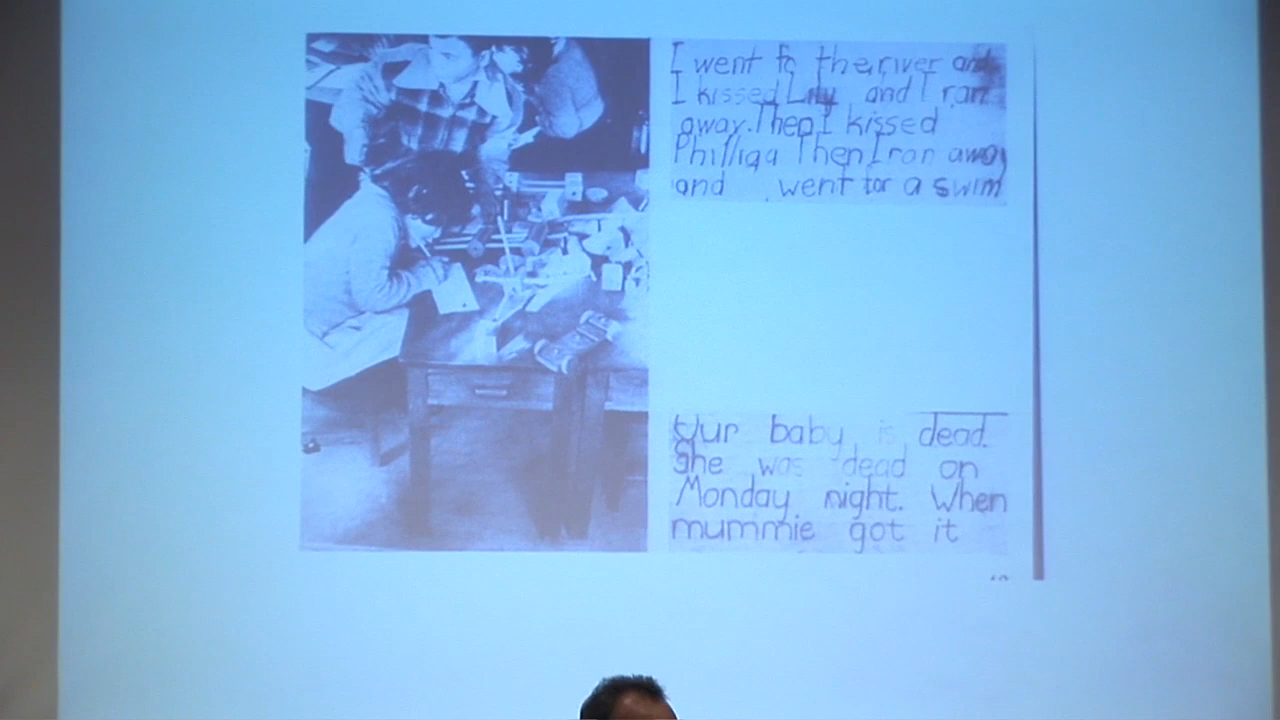 I went to the river and
I kissed Lily and I ran
away. Then I kissed
Then I ran away
and went for a swim
Our baby is dead.
She was dead on
Monday night. When
mummie got it